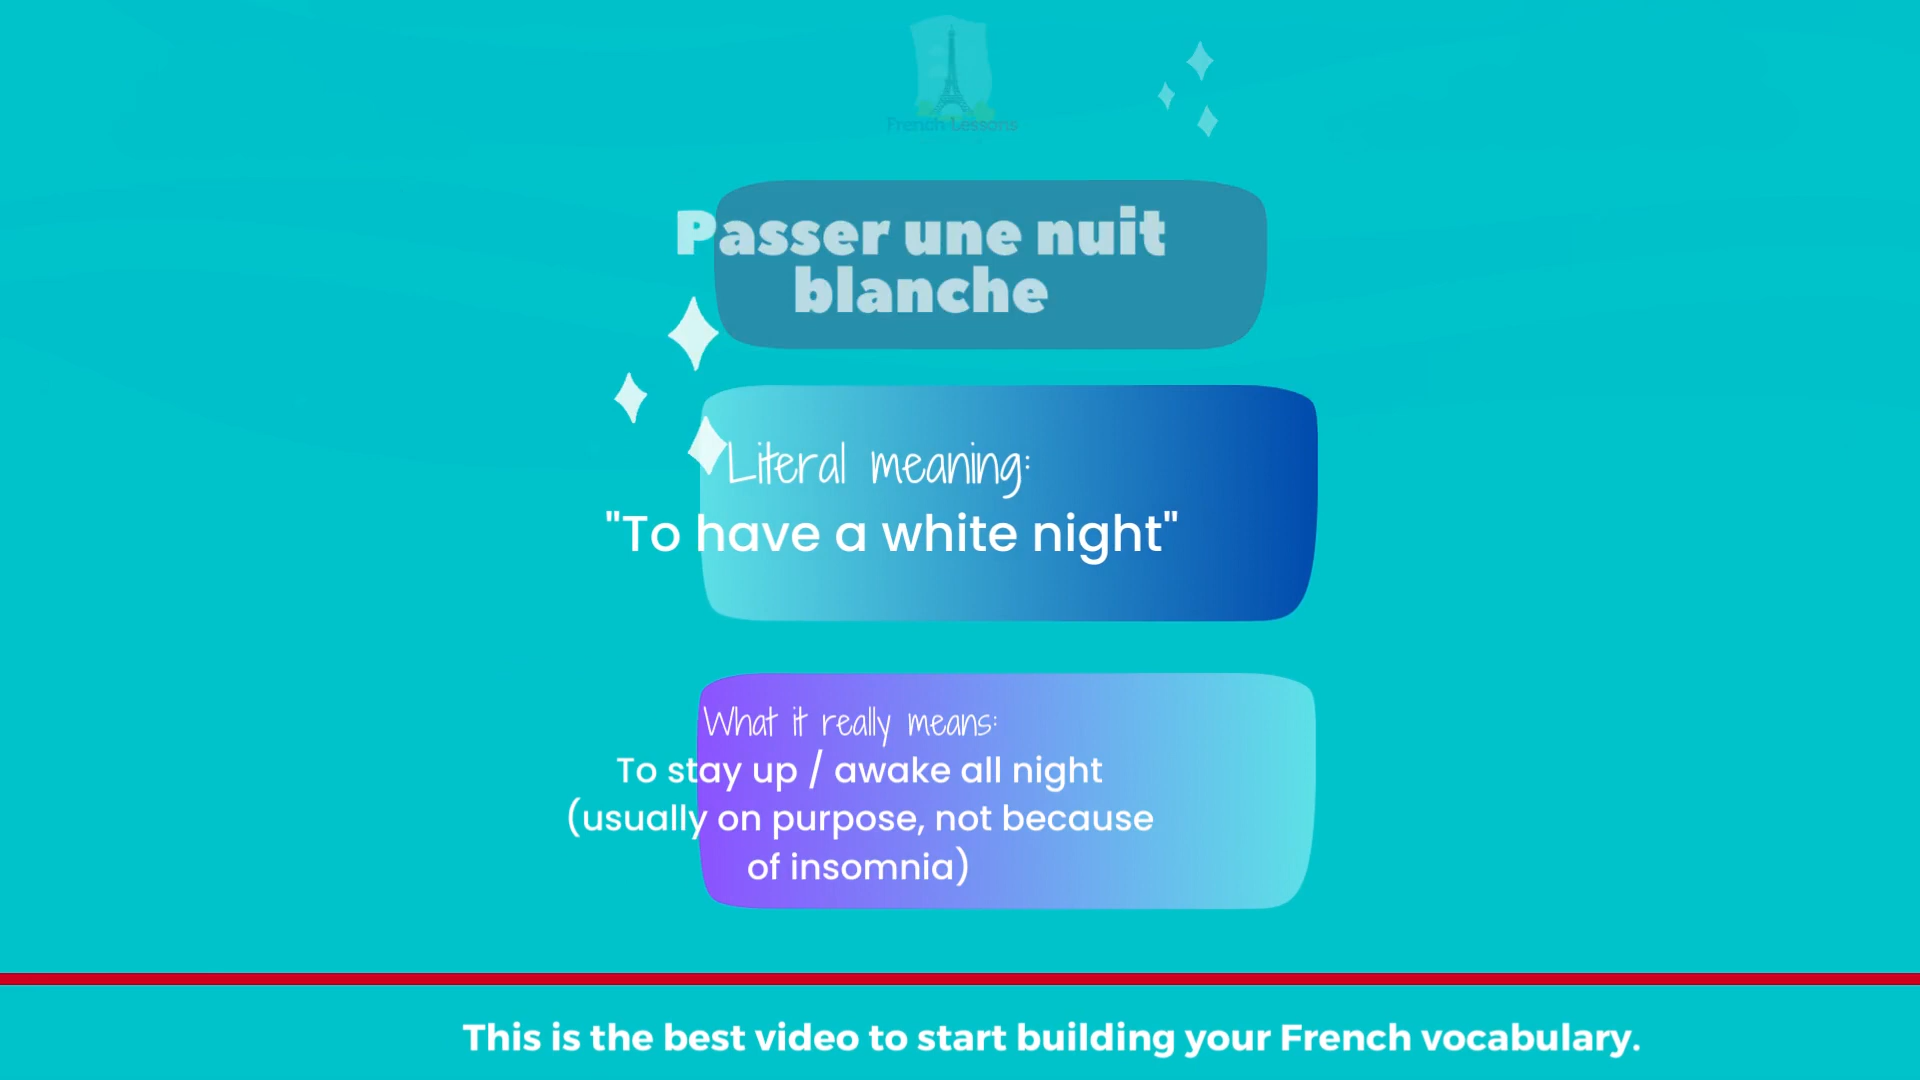 French Lessons
Passer une nuit
blanche
Literal meaning:
"To have a white night"
What it really means:
To stay up / awake all night
(usually on purpose, not because
of insomnia)
This is the best video to start building your French vocabulary.